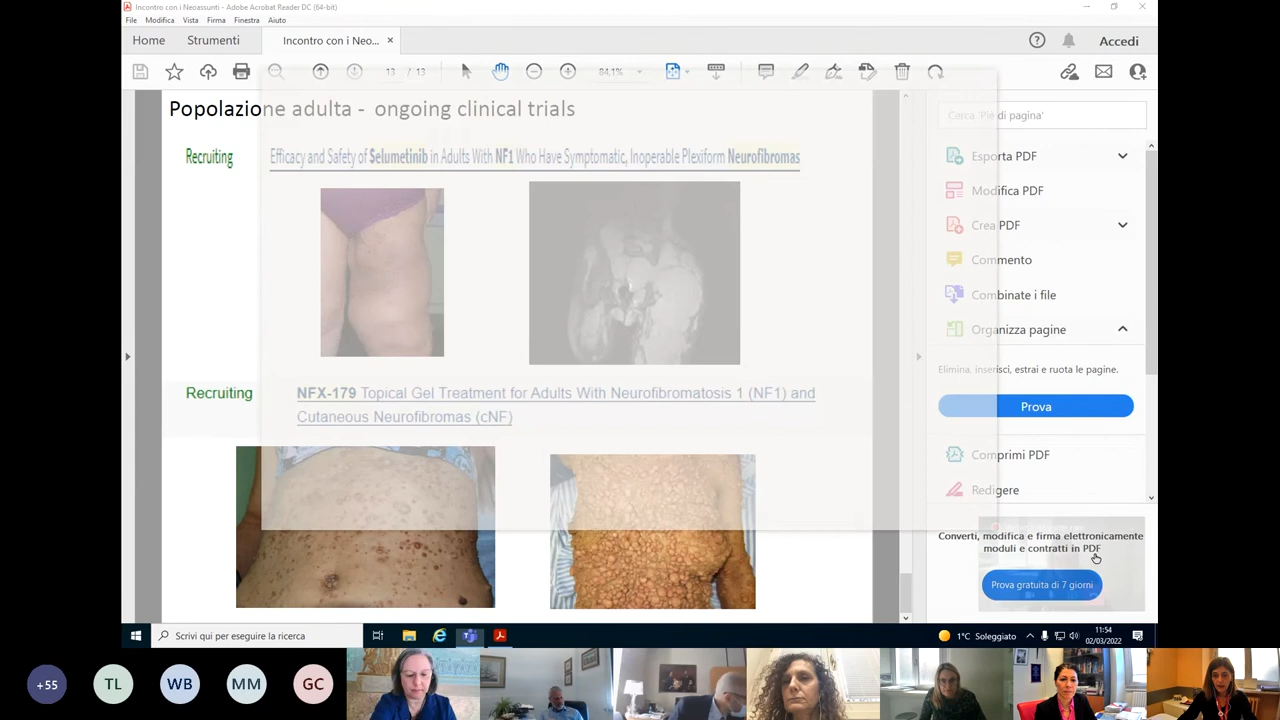 Incontro con i Neoassunti - Adobe Acrobat Reader DC (64-bit)
File Modifica Vista Firma Finestra Aiuto
Home Strumenti Incontro con i Neo... × Accedi
13 / 13 84,1%
Popolazione adulta - ongoing clinical trials
Recruiting Efficacy and Safety of Selumetinib in Adults With NF1 Who Have Symptomatic, Inoperable Plexiform Neurofibromas
Recruiting NFX-179 Topical Gel Treatment for Adults With Neurofibromatosis 1 (NF1) and
Cutaneous Neurofibromas (cNF)
Cerca 'Piè di pagina'
Esporta PDF
Modifica PDF
Crea PDF
Commento
Combinate i file
Organizza pagine
Elimina, inserisci, estrai e ruota le pagine.
Prova
Comprimi PDF
Redigere
Converti, modifica e firma elettronicamente
moduli e contratti in PDF
Prova gratuita di 7 giorni
Scrivi qui per eseguire la ricerca
1°C Soleggiato
11:54
02/03/2022
+55 TL WB MM GC